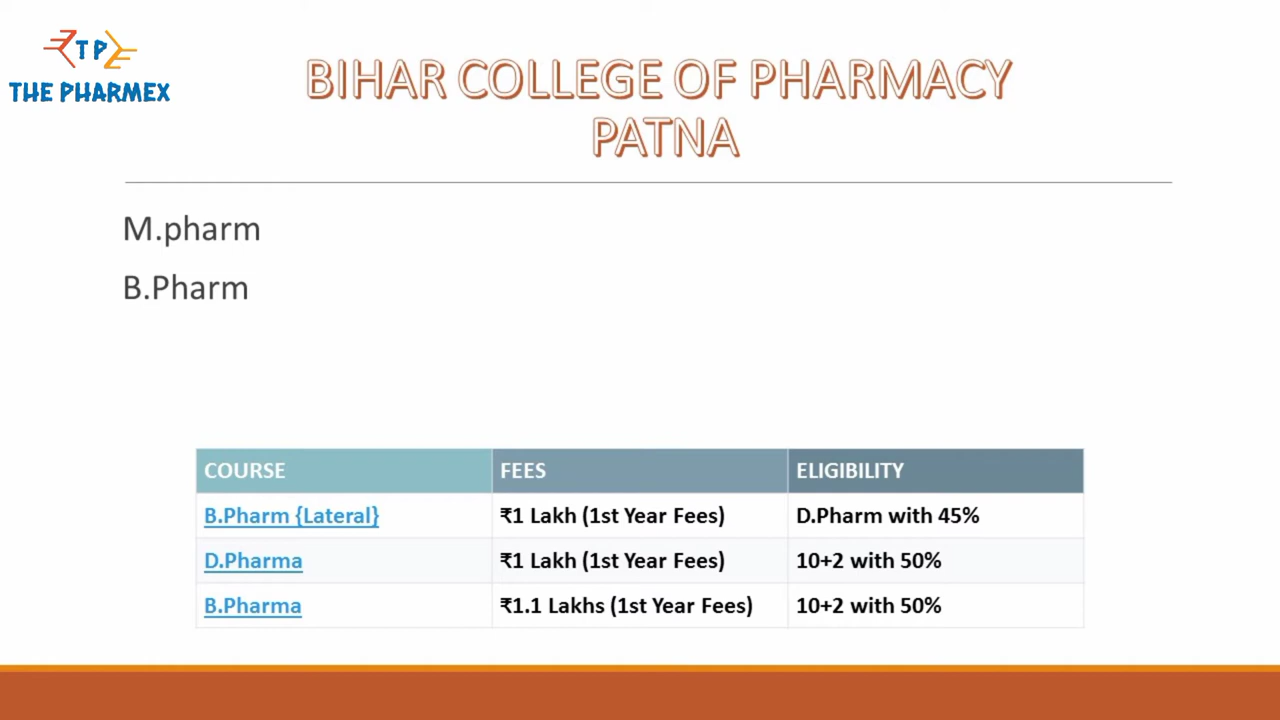 TP
THE PHARMEX
BIHAR COLLEGE OF PHARMACY
PATNA
M.pharm
B.Pharm
COURSE FEES ELIGIBILITY
B.Pharm {Lateral} ₹1 Lakh (1st Year Fees) D.Pharm with 45%
D.Pharma ₹1 Lakh (1st Year Fees) 10+2 with 50%
B.Pharma ₹1.1 Lakhs (1st Year Fees) 10+2 with 50%